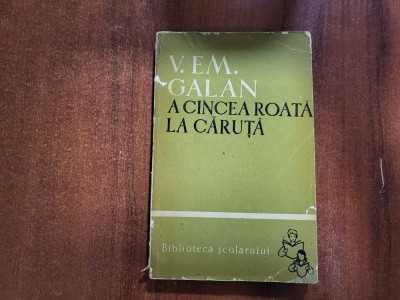 V. EM.
GALAN
A CINCEA ROATĂ
LA CĂRUȚĂ
Biblioteca școlarului